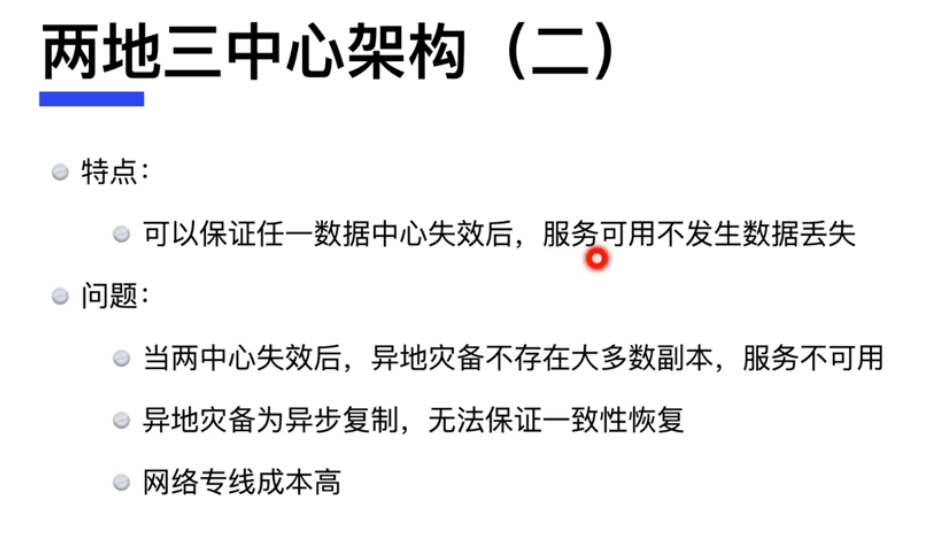 两地三中心架构（二）
特点：
可以保证任一数据中心失效后，服务可用不发生数据丢失
问题：
当两中心失效后，异地灾备不存在大多数副本，服务不可用
异地灾备为异步复制，无法保证一致性恢复
网络专线成本高